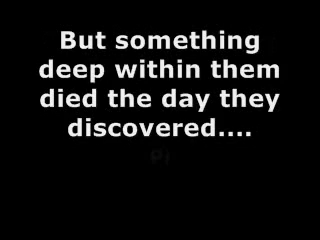 But something
deep within them
died the day they
discovered....